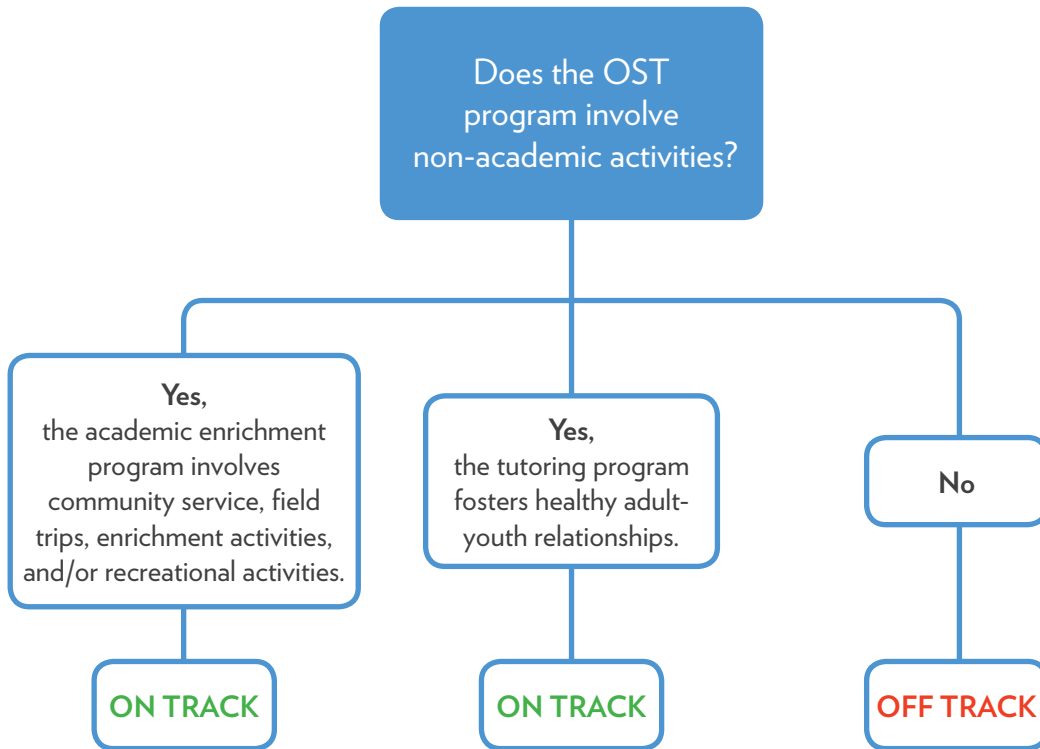 Does the OST
program involve
non-academic activities?
Yes,
the academic enrichment
program involves
community service, field
trips, enrichment activities,
and/or recreational activities.
Yes,
the tutoring program
fosters healthy adult-
youth relationships.
No
ON TRACK
ON TRACK
OFF TRACK